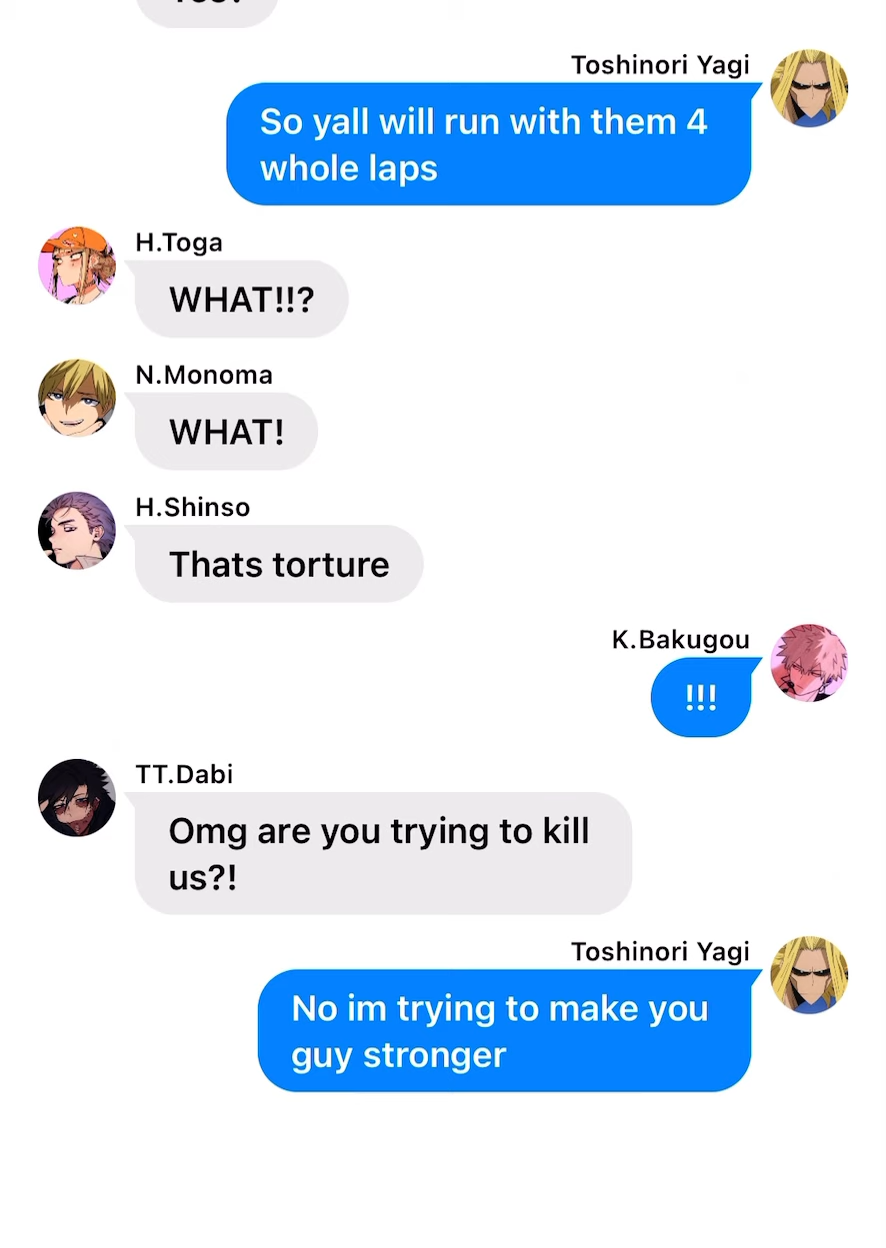 Toshinori Yagi
So yall will run with them 4
whole laps
H.Toga
WHAT!!?
N.Monoma
WHAT!
H.Shinso
Thats torture
K.Bakugou
!!!
TT.Dabi
Omg are you trying to kill
us?!
Toshinori Yagi
No im trying to make you
guy stronger